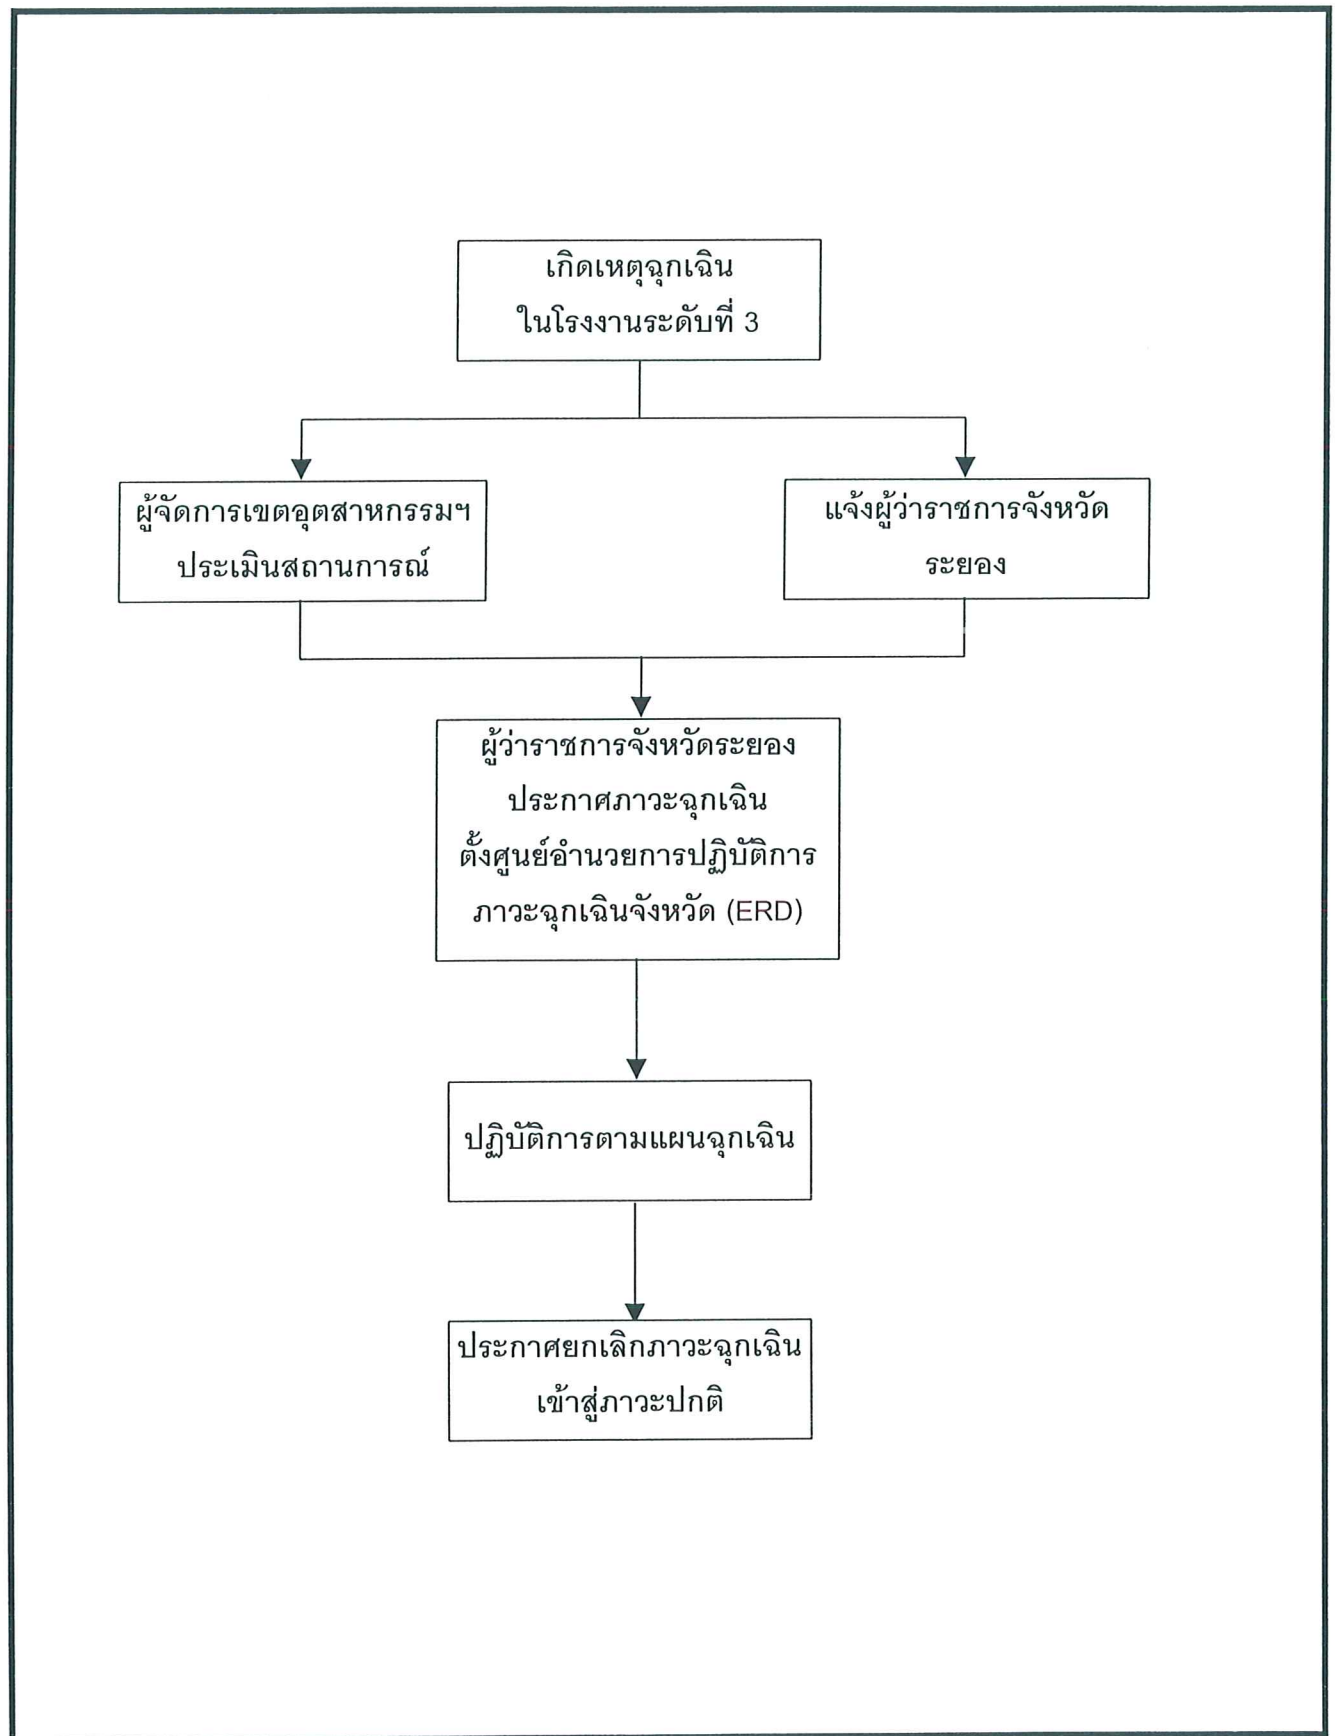 เกิดเหตุฉุกเฉิน
ในโรงงานระดับที่ 3
ผู้จัดการเขตอุตสาหกรรมฯ
ประเมินสถานการณ์
แจ้งผู้ว่าราชการจังหวัด
ระยอง
ผู้ว่าราชการจังหวัดระยอง
ประกาศภาวะฉุกเฉิน
ตั้งศูนย์อำนวยการปฏิบัติการ
ภาวะฉุกเฉินจังหวัด (ERD)
ปฏิบัติการตามแผนฉุกเฉิน
ประกาศยกเลิกภาวะฉุกเฉิน
เข้าสู่ภาวะปกติ